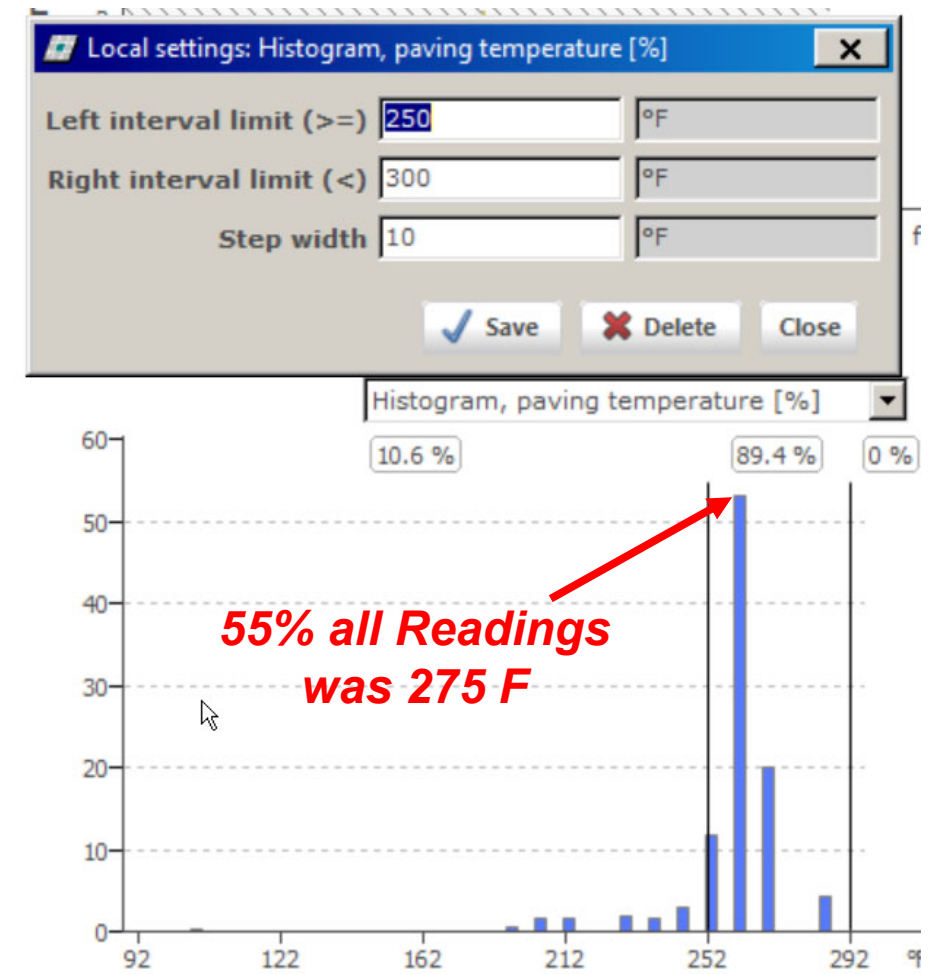 Local settings: Histogram, paving temperature [%]
Left interval limit (>=) 250 °F
Right interval limit (<) 300 °F
Step width 10 °F
Save Delete Close
Histogram, paving temperature [%]
10.6 % 89.4 % 0 %
60
50
40
30
20
10
0
55% all Readings
was 275 F
92 122 162 212 252 292 °F